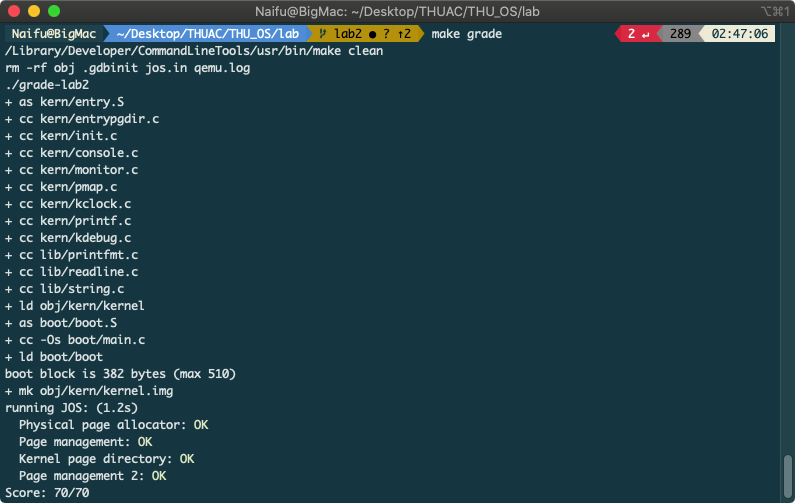 Naifu@BigMac: ~/Desktop/THUAC/THU_OS/lab ⌥⌘1
Naifu@BigMac ~/Desktop/THUAC/THU_OS/lab lab2 ● ? ↑2 make grade 2 ↵ 289 02:47:06
/Library/Developer/CommandLineTools/usr/bin/make clean
rm -rf obj .gdbinit jos.in qemu.log
./grade-lab2
+ as kern/entry.S
+ cc kern/entrypgdir.c
+ cc kern/init.c
+ cc kern/console.c
+ cc kern/monitor.c
+ cc kern/pmap.c
+ cc kern/kclock.c
+ cc kern/printf.c
+ cc kern/kdebug.c
+ cc lib/printfmt.c
+ cc lib/readline.c
+ cc lib/string.c
+ ld obj/kern/kernel
+ as boot/boot.S
+ cc -Os boot/main.c
+ ld boot/boot
boot block is 382 bytes (max 510)
+ mk obj/kern/kernel.img
running JOS: (1.2s)
  Physical page allocator: OK
  Page management: OK
  Kernel page directory: OK
  Page management 2: OK
Score: 70/70